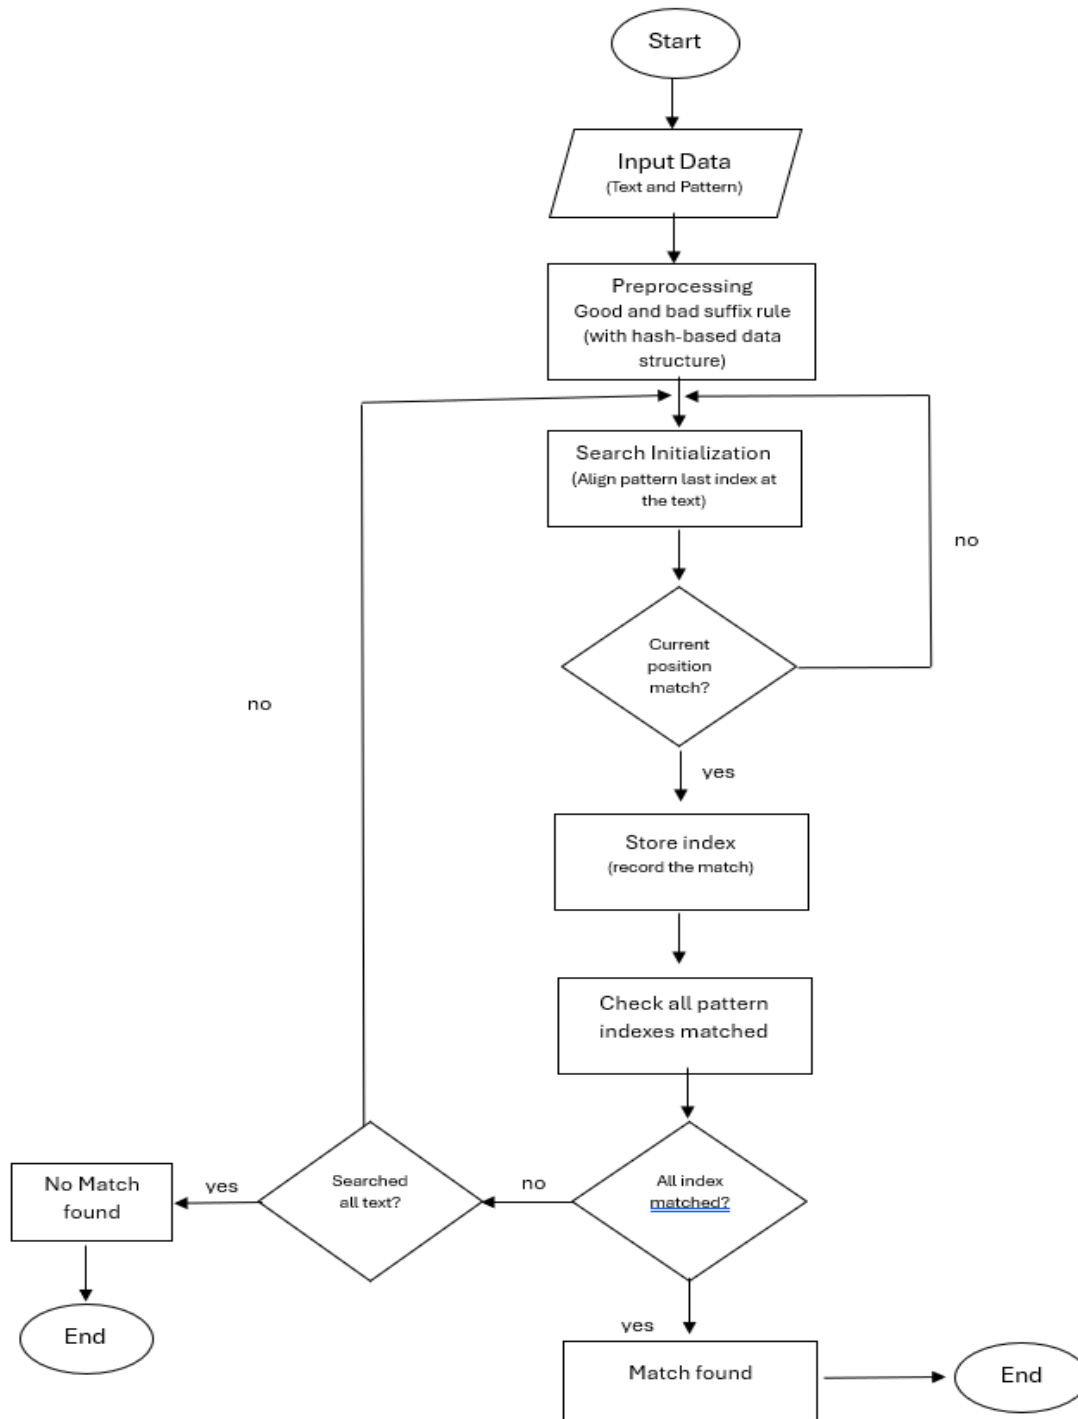 Start
Input Data
(Text and Pattern)
Preprocessing
Good and bad suffix rule
(with hash-based data
structure)
Search Initialization
(Align pattern last index at
the text)
no
Current
position
match?
no
yes
Store index
(record the match)
Check all pattern
indexes matched
All index
matched?
no
Searched
all text?
yes
No Match
found
End
yes
Match found
End